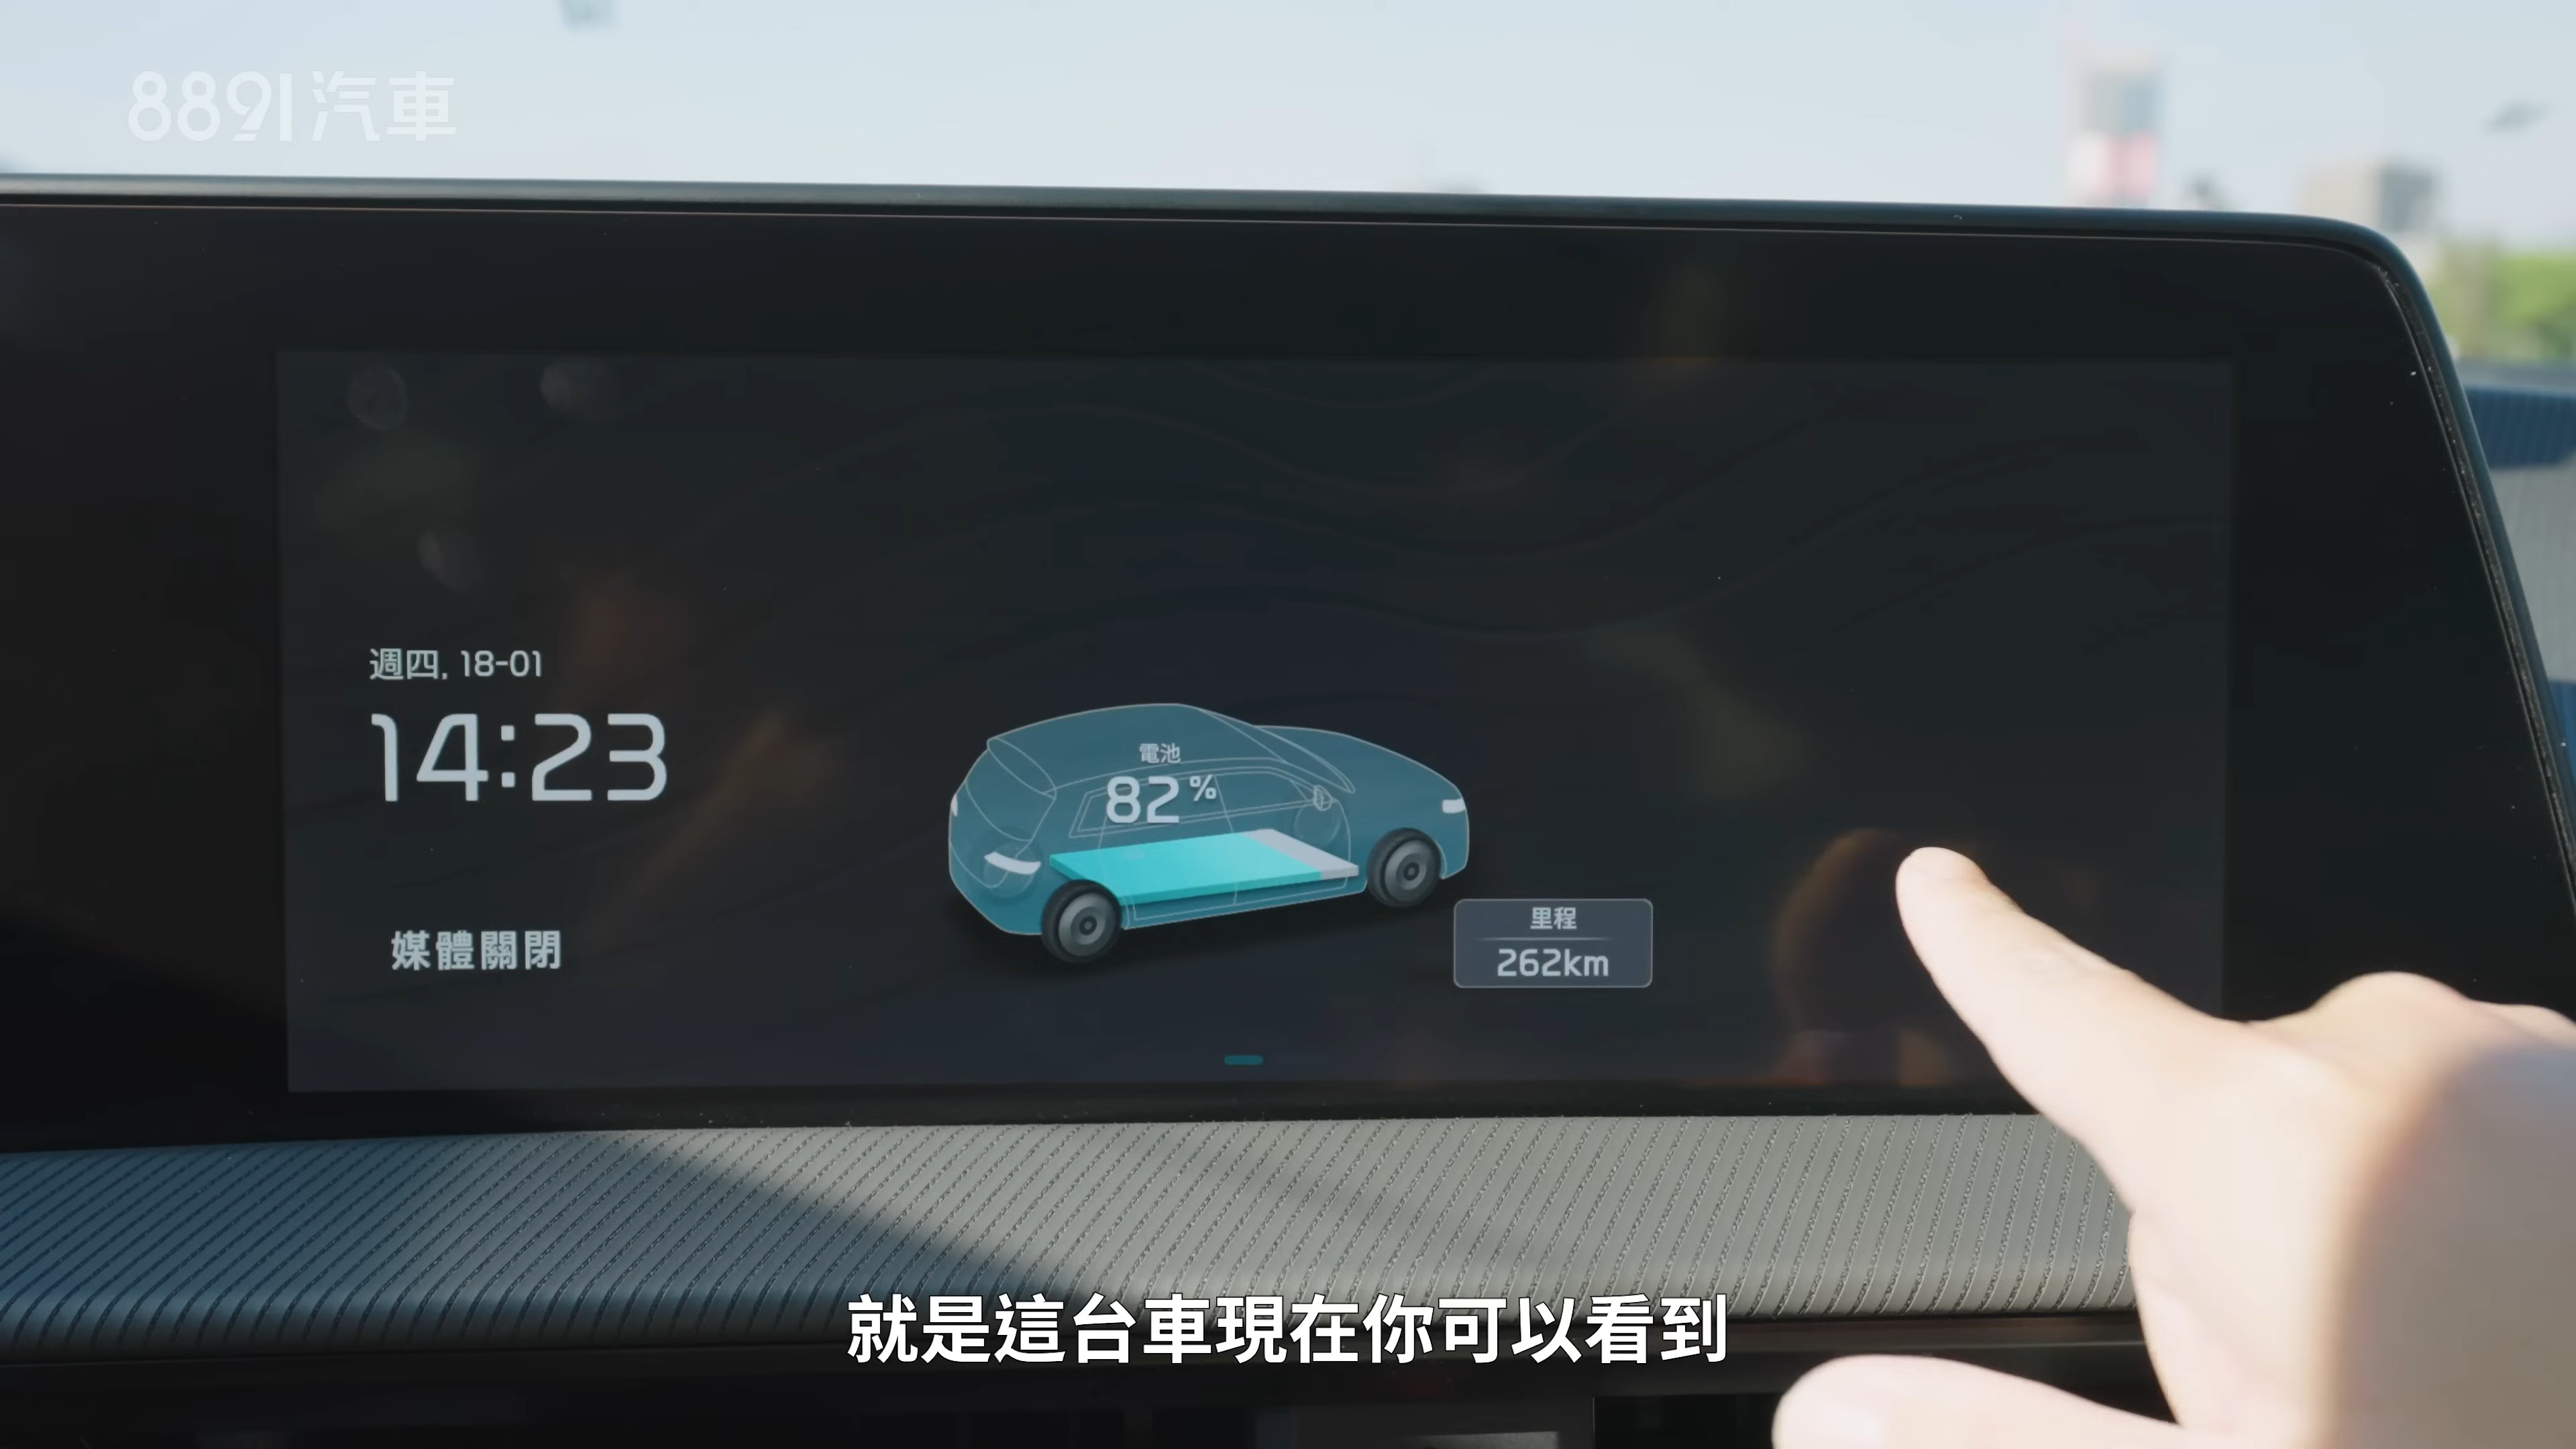 8891汽車
週四, 18-01
14:23
電池
82%
媒體關閉
里程
262km
就是這台車現在你可以看到